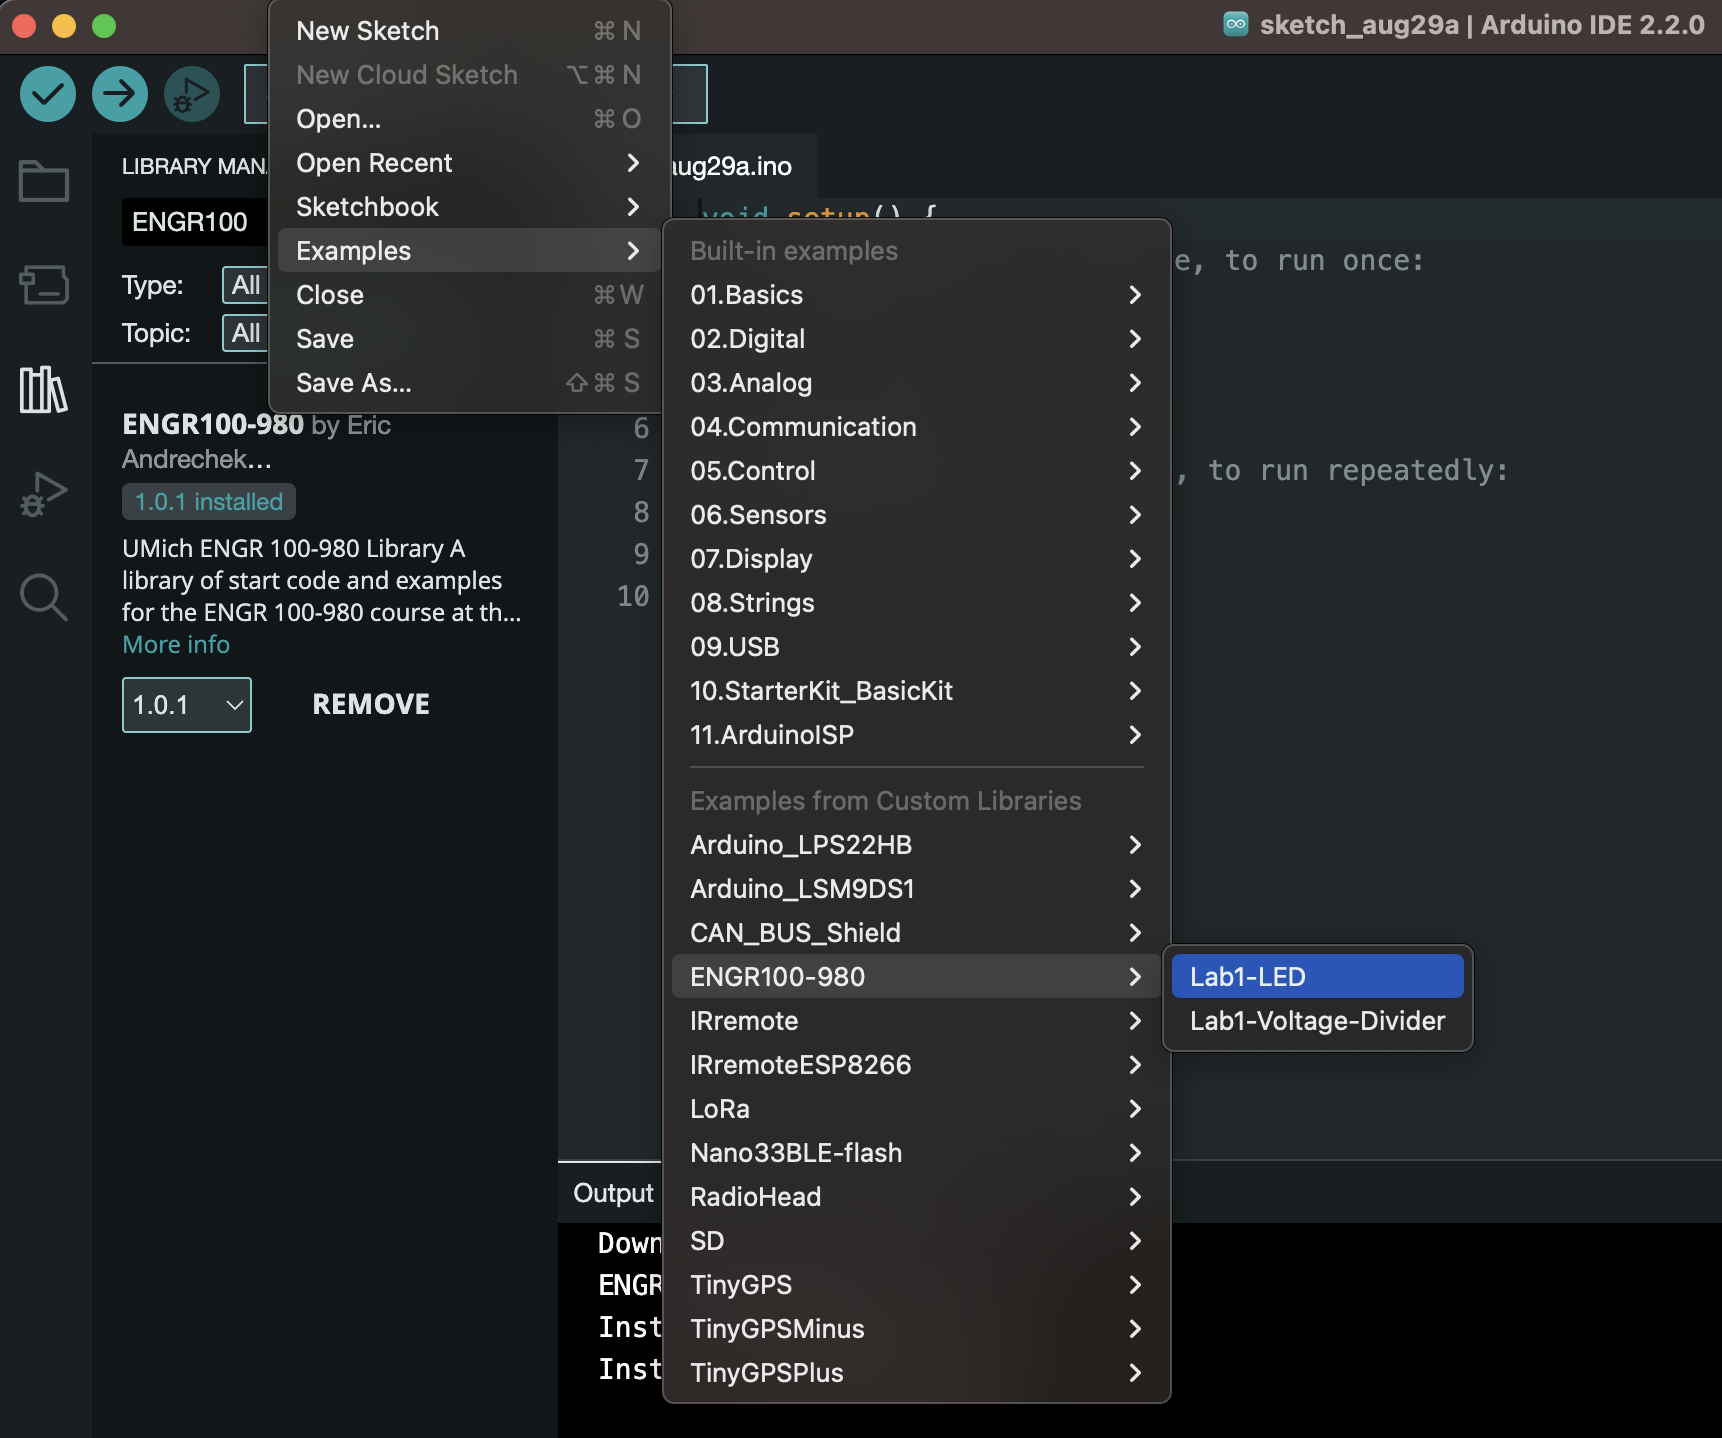 sketch_aug29a | Arduino IDE 2.2.0
New Sketch ⌘ N
New Cloud Sketch ⌥ ⌘ N
Open... ⌘ O
Open Recent
Sketchbook
Examples
Close ⌘ W
Save ⌘ S
Save As... ⇧ ⌘ S
LIBRARY MAN
ENGR100
Type: All
Topic: All
ENGR100-980 by Eric
Andrechek...
1.0.1 installed
UMich ENGR 100-980 Library A
library of start code and examples
for the ENGR 100-980 course at th...
More info
1.0.1
REMOVE
aug29a.ino
void setup() {
e, to run once:
6
7 , to run repeatedly:
8
9
10
Built-in examples
01.Basics
02.Digital
03.Analog
04.Communication
05.Control
06.Sensors
07.Display
08.Strings
09.USB
10.StarterKit_BasicKit
11.ArduinoISP
Examples from Custom Libraries
Arduino_LPS22HB
Arduino_LSM9DS1
CAN_BUS_Shield
ENGR100-980
IRremote
IRremoteESP8266
LoRa
Nano33BLE-flash
RadioHead
SD
TinyGPS
TinyGPSMinus
TinyGPSPlus
Lab1-LED
Lab1-Voltage-Divider
Output
Down
ENGR
Inst
Inst